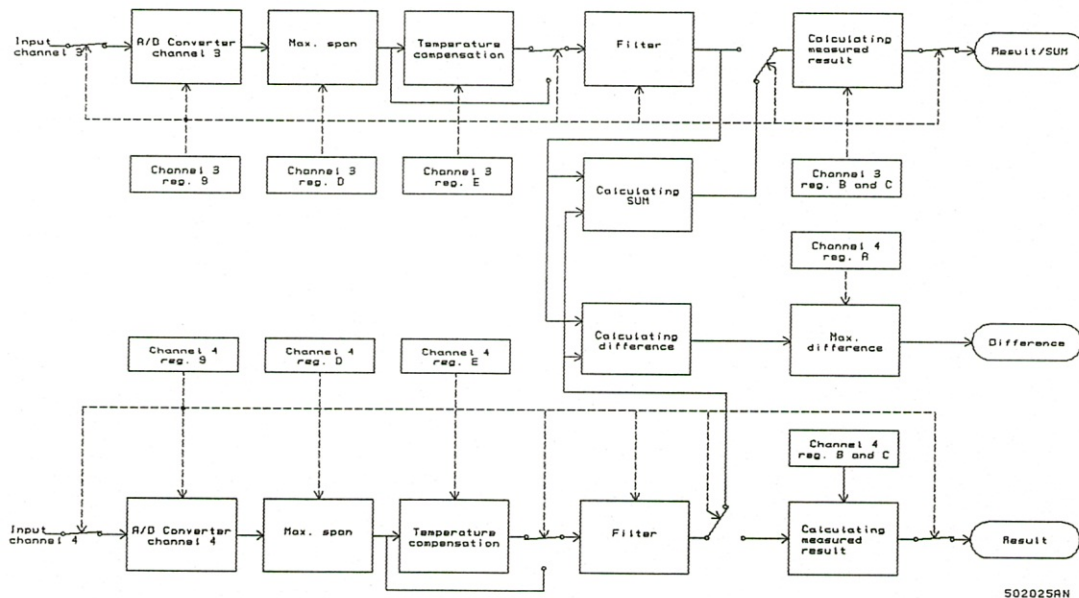 Input
channel 3
A/D Converter
channel 3
Max. span
Temperature
compensation
Filter
Calculating
measured
result
Result/SUM
Channel 3
reg. 9
Channel 3
reg. D
Channel 3
reg. E
Calculating
SUM
Channel 3
reg. B and C
Channel 4
reg. A
Calculating
difference
Max.
difference
Difference
Channel 4
reg. 9
Channel 4
reg. D
Channel 4
reg. E
Channel 4
reg. B and C
Input
channel 4
A/D Converter
channel 4
Max. span
Temperature
compensation
Filter
Calculating
measured
result
Result
502025AN